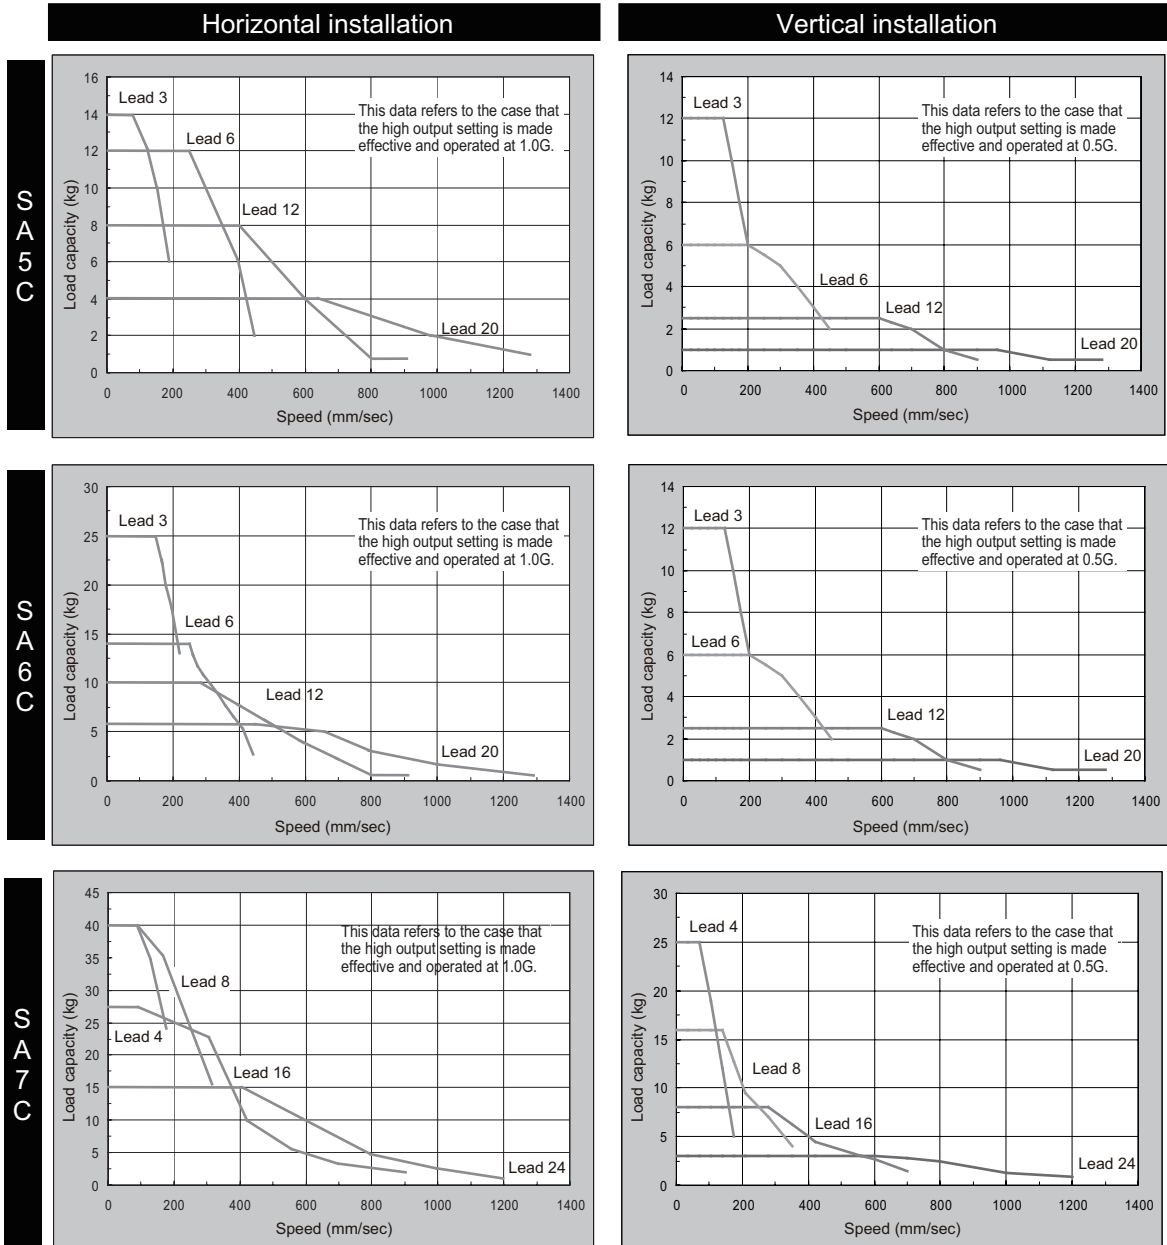 Horizontal installation
Vertical installation
SA5C
16
14
12
10
8
6
4
2
0
Load capacity (kg)
Lead 3
Lead 6
Lead 12
Lead 20
This data refers to the case that
the high output setting is made
effective and operated at 1.0G.
0 200 400 600 800 1000 1200 1400
Speed (mm/sec)
14
12
10
8
6
4
2
0
Load capacity (kg)
Lead 3
Lead 6
Lead 12
Lead 20
This data refers to the case that
the high output setting is made
effective and operated at 0.5G.
0 200 400 600 800 1000 1200 1400
Speed (mm/sec)
SA6C
30
25
20
15
10
5
0
Load capacity (kg)
Lead 3
Lead 6
Lead 12
Lead 20
This data refers to the case that
the high output setting is made
effective and operated at 1.0G.
0 200 400 600 800 1000 1200 1400
Speed (mm/sec)
14
12
10
8
6
4
2
0
Load capacity (kg)
Lead 3
Lead 6
Lead 12
Lead 20
This data refers to the case that
the high output setting is made
effective and operated at 0.5G.
0 200 400 600 800 1000 1200 1400
Speed (mm/sec)
SA7C
45
40
35
30
25
20
15
10
5
0
Load capacity (kg)
Lead 8
Lead 4
Lead 16
Lead 24
This data refers to the case that
the high output setting is made
effective and operated at 1.0G.
0 200 400 600 800 1000 1200 1400
Speed (mm/sec)
30
25
20
15
10
5
0
Load capacity (kg)
Lead 4
Lead 8
Lead 16
Lead 24
This data refers to the case that
the high output setting is made
effective and operated at 0.5G.
0 200 400 600 800 1000 1200 1400
Speed (mm/sec)